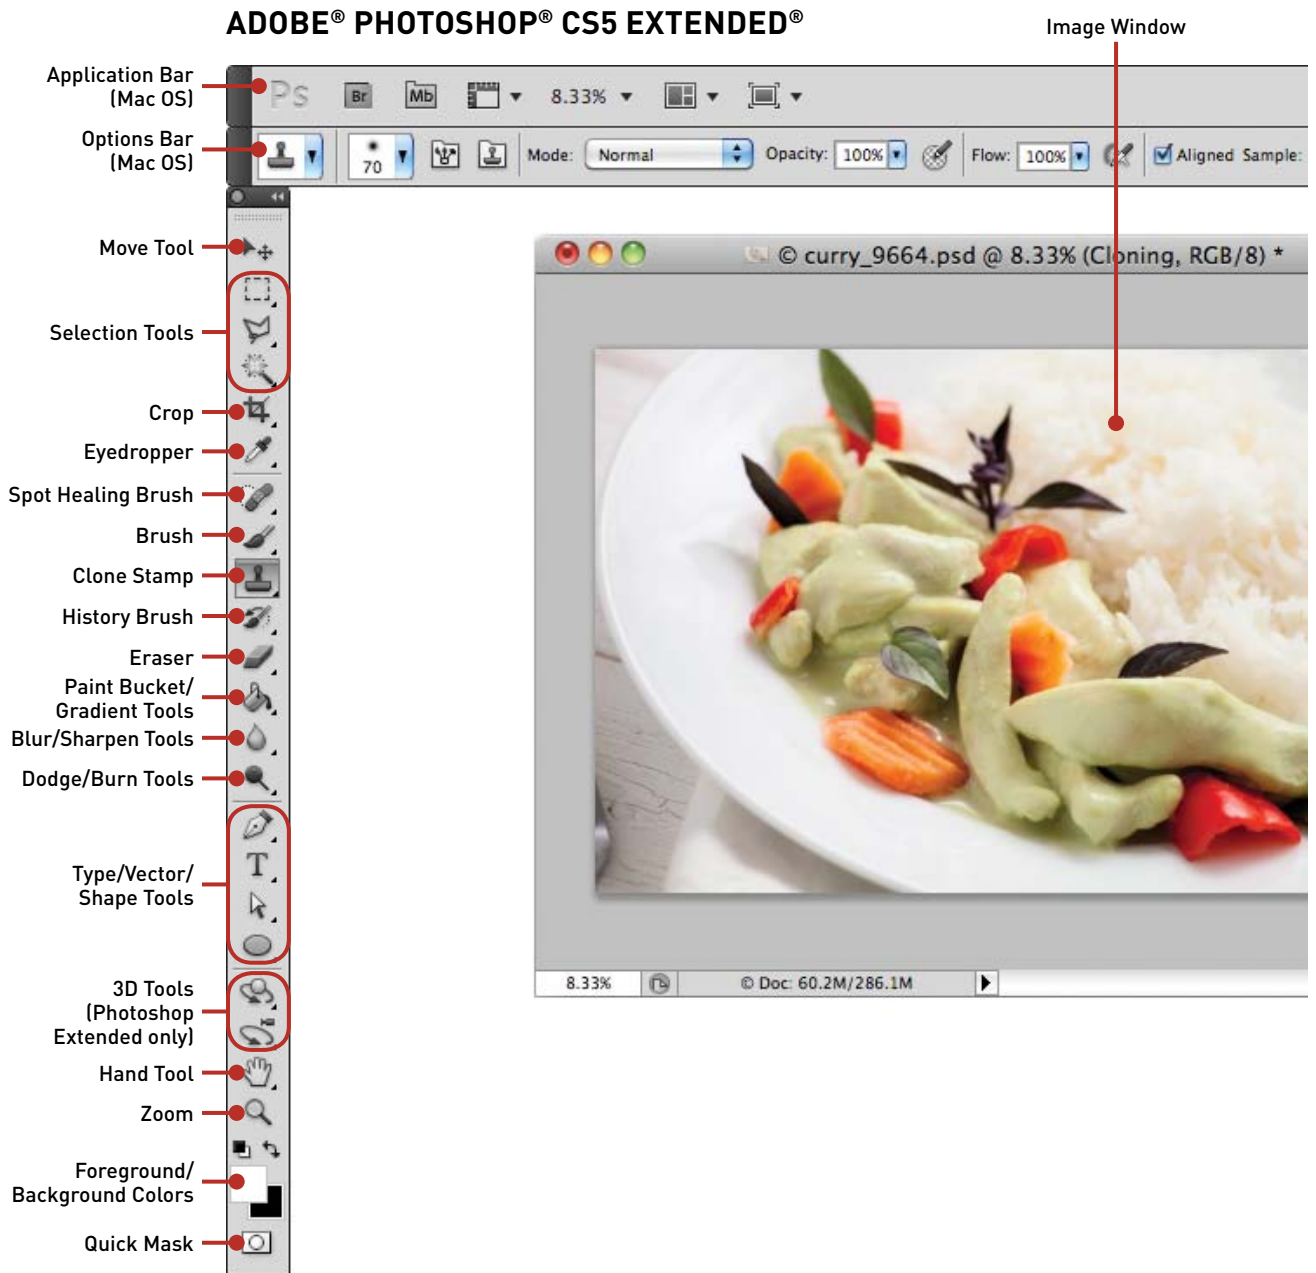 ADOBE® PHOTOSHOP® CS5 EXTENDED®
Image Window
Application Bar
(Mac OS)
Ps
Br
Mb
8.33%
Options Bar
(Mac OS)
70
Mode:
Normal
Opacity:
100%
Flow:
100%
Aligned
Sample:
© curry_9664.psd @ 8.33% (Cloning, RGB/8) *
Move Tool
Selection Tools
Crop
Eyedropper
Spot Healing Brush
Brush
Clone Stamp
History Brush
Eraser
Paint Bucket/
Gradient Tools
Blur/Sharpen Tools
Dodge/Burn Tools
Type/Vector/
Shape Tools
T
8.33%
© Doc: 60.2M/286.1M
3D Tools
(Photoshop
Extended only)
Hand Tool
Zoom
Foreground/
Background Colors
Quick Mask